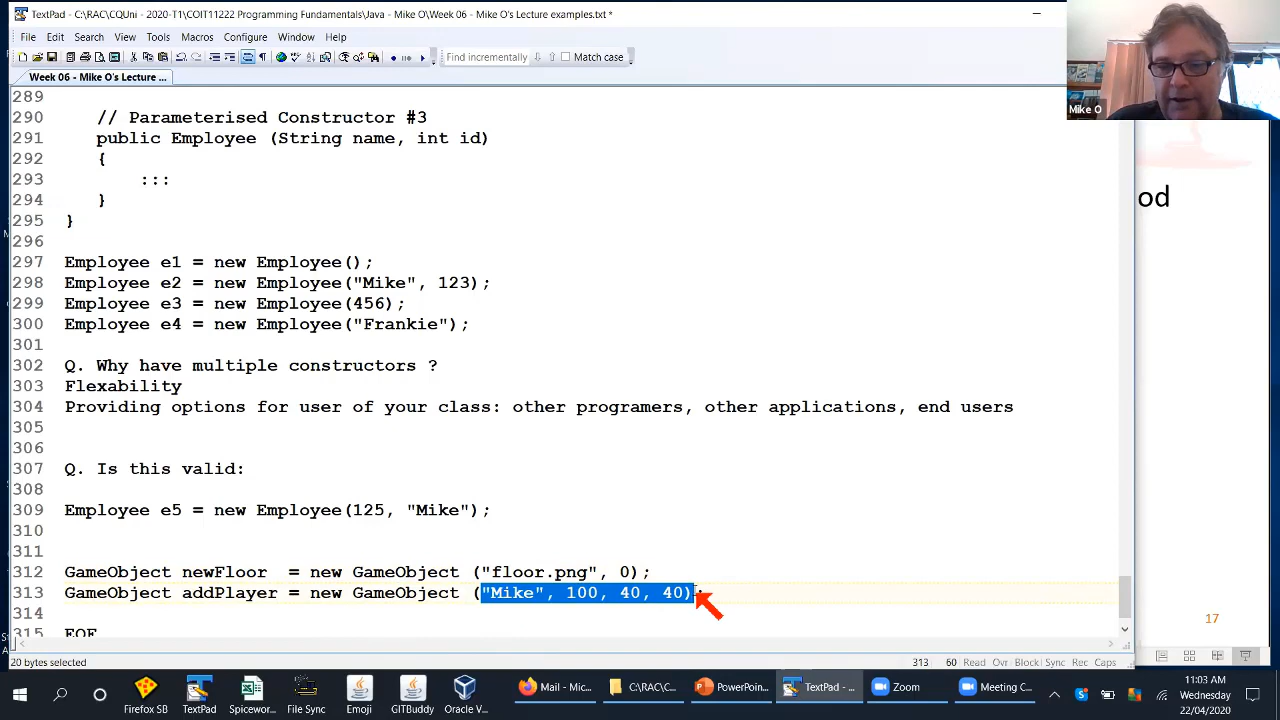 TextPad - C:\RAC\CQUni - 2020-T1\COIT11222 Programming Fundamentals\Java - Mike O\Week 06 - Mike O's Lecture examples.txt *
File Edit Search View Tools Macros Configure Window Help
Find incrementally Match case
Week 06 - Mike O's Lecture ...
Mike O
289
290 // Parameterised Constructor #3
291 public Employee (String name, int id)
292 {
293 :::
294 }
295 }
296
297 Employee e1 = new Employee();
298 Employee e2 = new Employee("Mike", 123);
299 Employee e3 = new Employee(456);
300 Employee e4 = new Employee("Frankie");
301
302 Q. Why have multiple constructors ?
303 Flexability
304 Providing options for user of your class: other programers, other applications, end users
305
306
307 Q. Is this valid:
308
309 Employee e5 = new Employee(125, "Mike");
310
311
312 GameObject newFloor = new GameObject ("floor.png", 0);
313 GameObject addPlayer = new GameObject ("Mike", 100, 40, 40);
314
315 EOF
od
17
20 bytes selected 313 60 Read Ovr Block Sync Rec Caps
Mail - Mic... C:\RAC\C... PowerPoin... TextPad - ... Zoom Meeting C...
Firefox SB TextPad Spicewor... File Sync Emoji GITBuddy Oracle V...
11:03 AM
Wednesday
22/04/2020